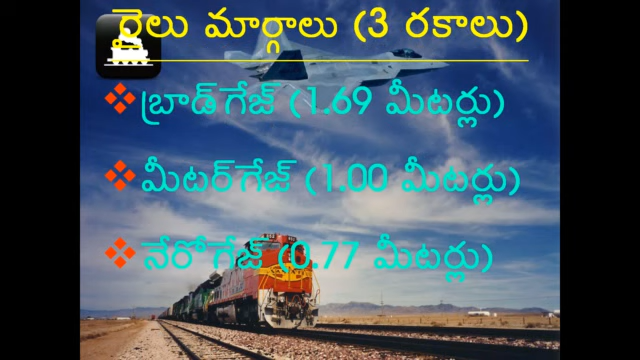 రైలు మార్గాలు (3 రకాలు)
బ్రాడ్‌గేజ్ (1.69 మీటర్లు)
మీటర్‌గేజ్ (1.00 మీటర్లు)
నేరోగేజ్ (0.77 మీటర్లు)